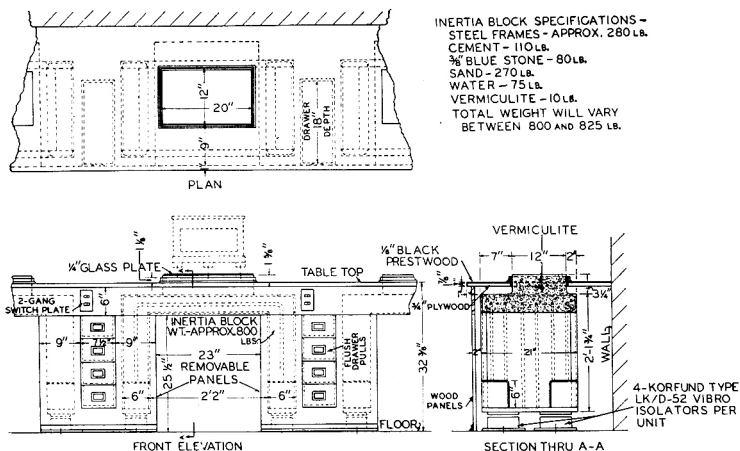 INERTIA BLOCK SPECIFICATIONS –
STEEL FRAMES – APPROX. 280 LB.
CEMENT – 110 LB.
3/8" BLUE STONE – 80 LB.
SAND – 270 LB.
WATER – 75 LB.
VERMICULITE – 10 LB.
TOTAL WEIGHT WILL VARY
BETWEEN 800 AND 825 LB.
12"
20"
9"
DRAWER
18"
DEPTH
PLAN
1 1/8"
1/4" GLASS PLATE
1 3/8"
TABLE TOP
2-GANG
SWITCH PLATE
6"
INERTIA BLOCK
WT.-APPROX. 800
LBS
9"
7 1/2"
9"
23"
REMOVABLE
PANELS
25 1/2"
FLUSH
DRAWER
PULLS
32 3/8"
6"
2'2"
6"
FLOOR
FRONT ELEVATION
VERMICULITE
1/8" BLACK
PRESTWOOD
7"
12"
2"
7/8"
3/4" PLYWOOD
3 1/4"
2"
21"
2'-1 3/4"
WALL
WOOD
PANELS
6"
4-KORFUND TYPE
LK/D-52 VIBRO
ISOLATORS PER
UNIT
SECTION THRU A-A